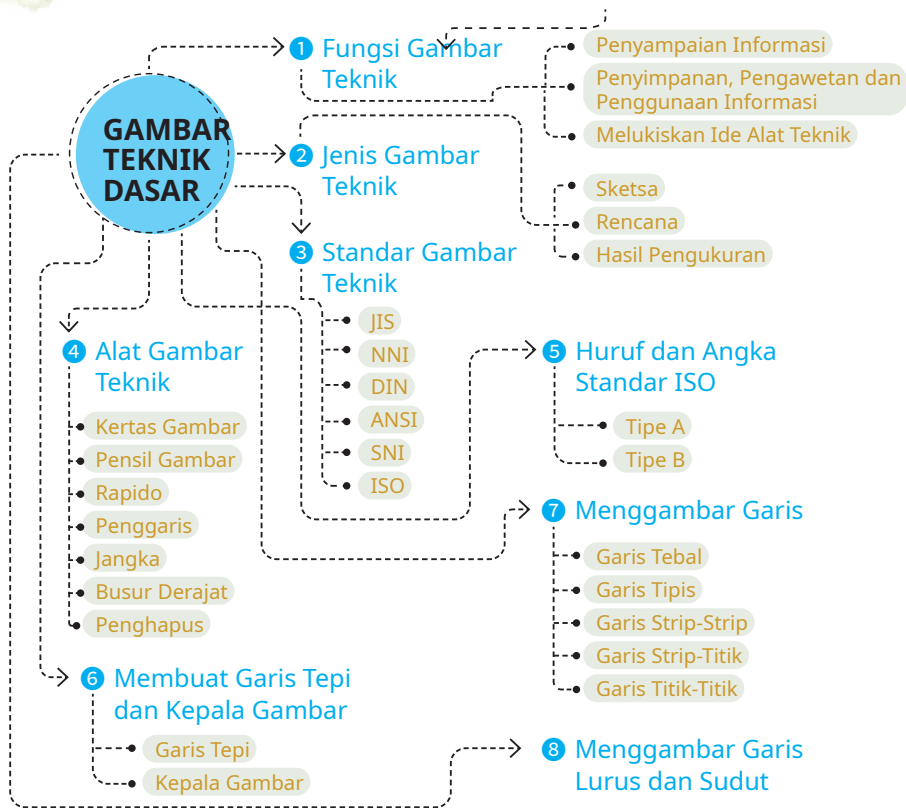 GAMBAR
TEKNIK
DASAR
1 Fungsi Gambar
Teknik
Penyampaian Informasi
Penyimpanan, Pengawetan dan
Penggunaan Informasi
Melukiskan Ide Alat Teknik
2 Jenis Gambar
Teknik
Sketsa
Rencana
Hasil Pengukuran
3 Standar Gambar
Teknik
JIS
NNI
DIN
ANSI
SNI
ISO
4 Alat Gambar
Teknik
Kertas Gambar
Pensil Gambar
Rapido
Penggaris
Jangka
Busur Derajat
Penghapus
5 Huruf dan Angka
Standar ISO
Tipe A
Tipe B
6 Membuat Garis Tepi
dan Kepala Gambar
Garis Tepi
Kepala Gambar
7 Menggambar Garis
Garis Tebal
Garis Tipis
Garis Strip-Strip
Garis Strip-Titik
Garis Titik-Titik
8 Menggambar Garis
Lurus dan Sudut